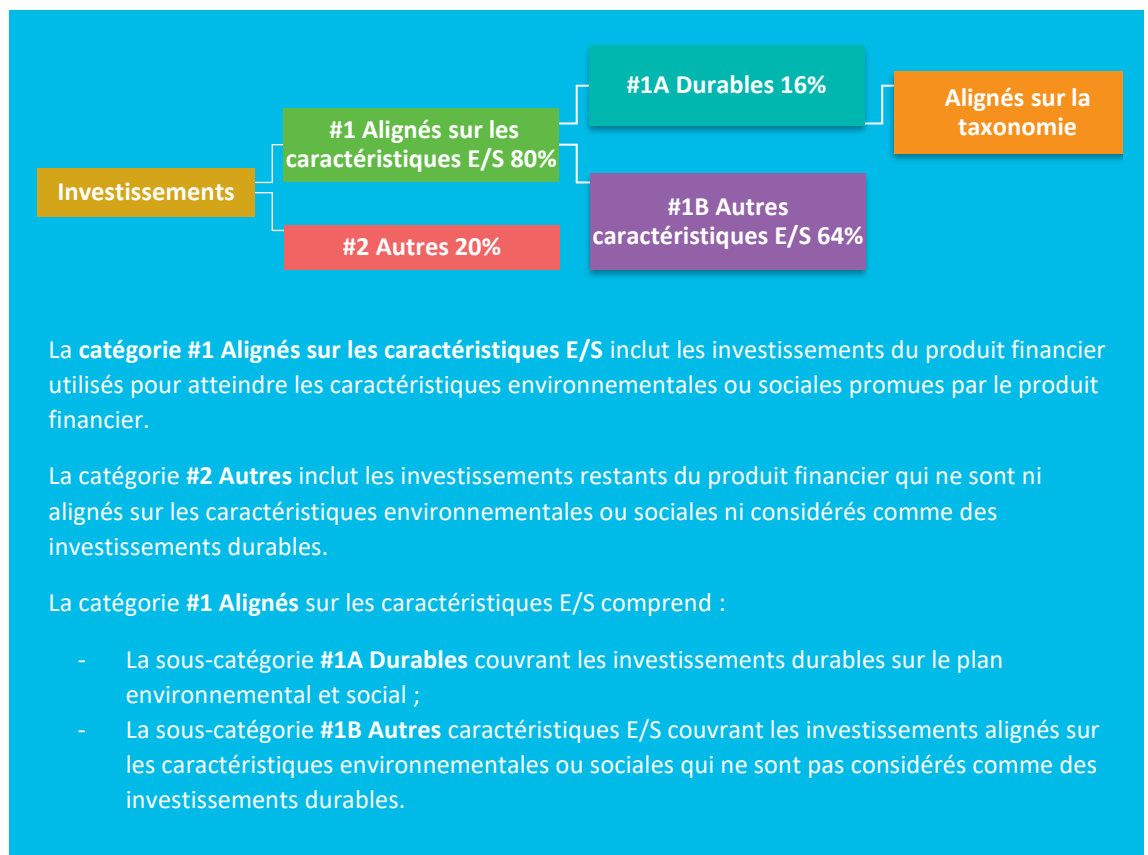 #1A Durables 16%
Alignés sur la
taxonomie
#1 Alignés sur les
caractéristiques E/S 80%
Investissements
#1B Autres
caractéristiques E/S 64%
#2 Autres 20%
La catégorie #1 Alignés sur les caractéristiques E/S inclut les investissements du produit financier
utilisés pour atteindre les caractéristiques environnementales ou sociales promues par le produit
financier.
La catégorie #2 Autres inclut les investissements restants du produit financier qui ne sont ni
alignés sur les caractéristiques environnementales ou sociales ni considérés comme des
investissements durables.
La catégorie #1 Alignés sur les caractéristiques E/S comprend :
- La sous-catégorie #1A Durables couvrant les investissements durables sur le plan
environnemental et social ;
- La sous-catégorie #1B Autres caractéristiques E/S couvrant les investissements alignés sur
les caractéristiques environnementales ou sociales qui ne sont pas considérés comme des
investissements durables.